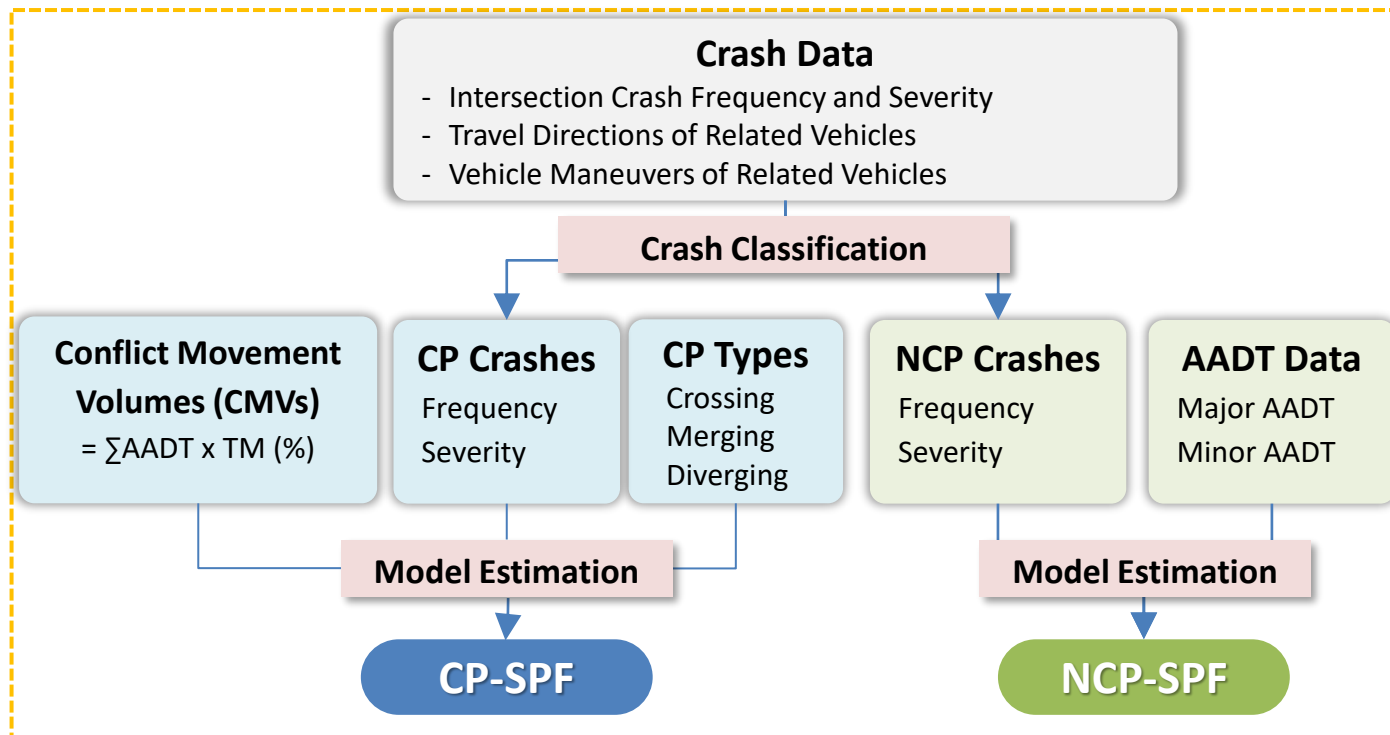 Crash Data
- Intersection Crash Frequency and Severity
- Travel Directions of Related Vehicles
- Vehicle Maneuvers of Related Vehicles
Crash Classification
Conflict Movement
Volumes (CMVs)
= ∑AADT x TM (%)
CP Crashes
Frequency
Severity
CP Types
Crossing
Merging
Diverging
NCP Crashes
Frequency
Severity
AADT Data
Major AADT
Minor AADT
Model Estimation
Model Estimation
CP-SPF
NCP-SPF